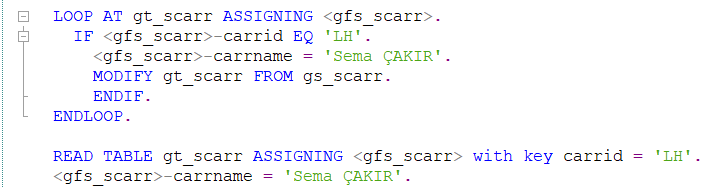 LOOP AT gt_scarr ASSIGNING <gfs_scarr>.
IF <gfs_scarr>-carrid EQ 'LH'.
<gfs_scarr>-carrname = 'Sema ÇAKIR'.
MODIFY gt_scarr FROM gs_scarr.
ENDIF.
ENDLOOP.
READ TABLE gt_scarr ASSIGNING <gfs_scarr> with key carrid = 'LH'.
<gfs_scarr>-carrname = 'Sema ÇAKIR'.